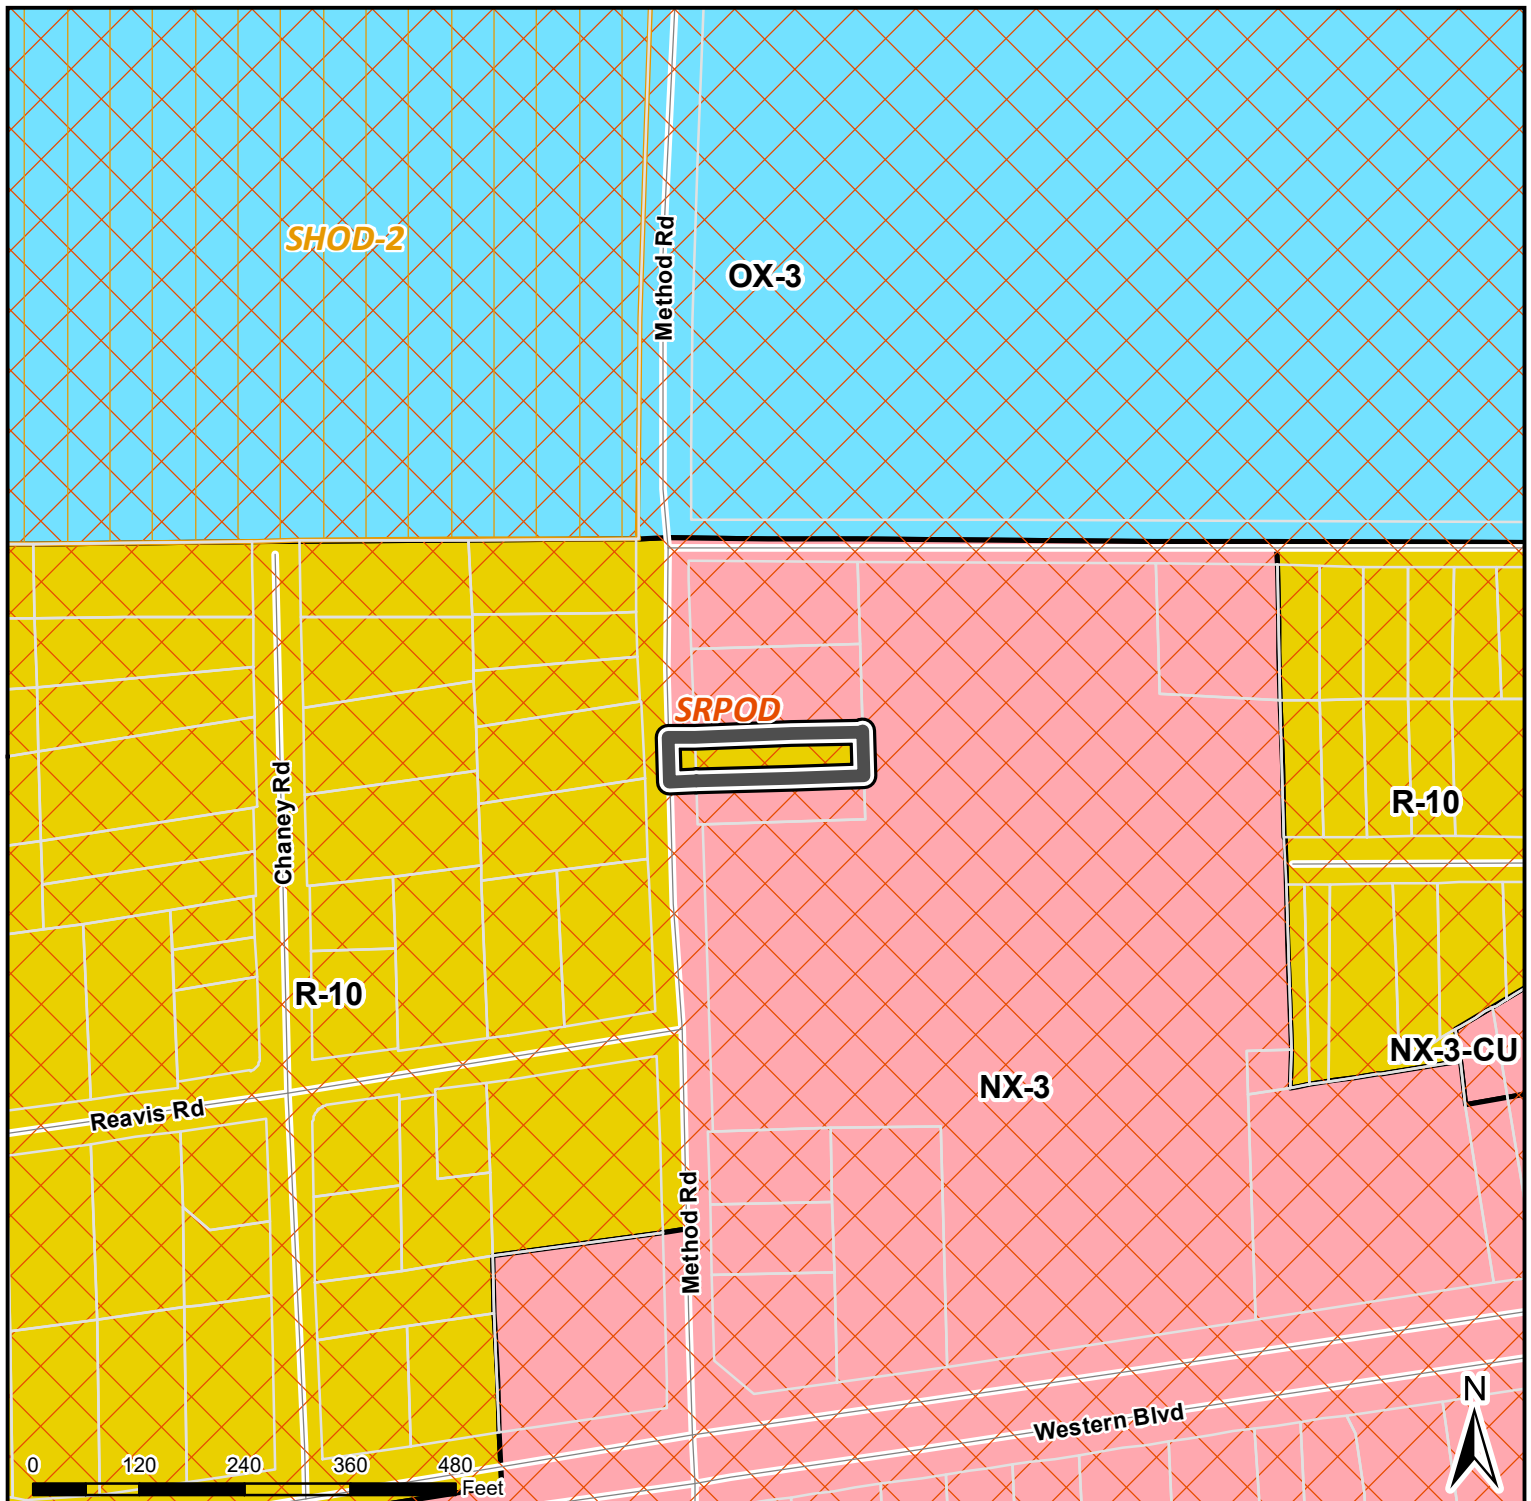 SHOD-2
Method Rd
OX-3
SRPOD
Chaney Rd
R-10
R-10
NX-3-CU
NX-3
Reavis Rd
Method Rd
Western Blvd
N
0 120 240 360 480
Feet